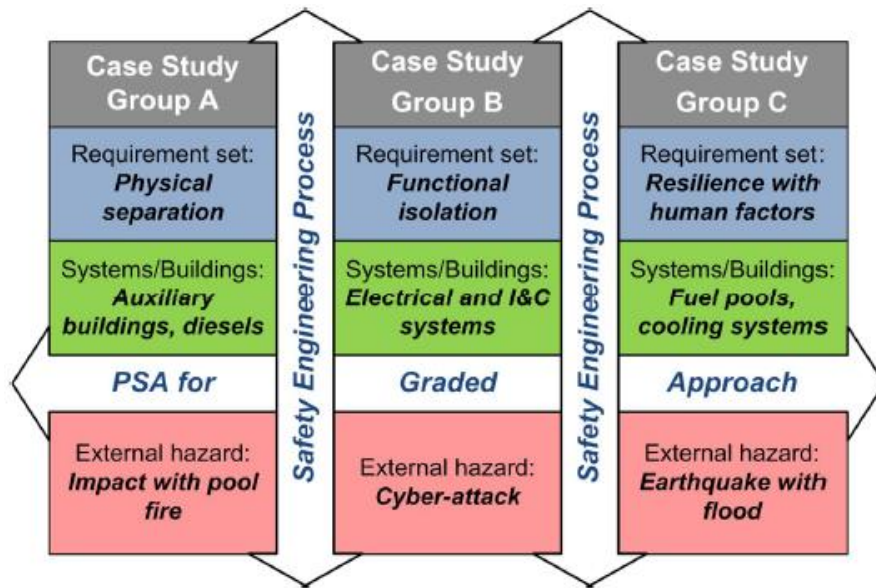 Case Study
Group A
Requirement set:
Physical
separation
Systems/Buildings:
Auxiliary
buildings, diesels
External hazard:
Impact with pool
fire
Safety Engineering Process
Case Study
Group B
Requirement set:
Functional
isolation
Systems/Buildings:
Electrical and I&C
systems
External hazard:
Cyber-attack
Safety Engineering Process
Case Study
Group C
Requirement set:
Resilience with
human factors
Systems/Buildings:
Fuel pools,
cooling systems
External hazard:
Earthquake with
flood
PSA for Graded Approach